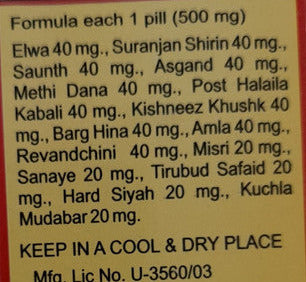 Formula each 1 pill (500 mg)
Elwa 40 mg., Suranjan Shirin 40 mg.,
Saunth 40 mg., Asgand 40 mg.,
Methi Dana 40 mg., Post Halaila
Kabali 40 mg., Kishneez Khushk 40
mg., Barg Hina 40 mg., Amla 40 mg.,
Revandchini 40 mg., Misri 20 mg.,
Sanaye 20 mg., Tirubud Safaid 20
mg., Hard Siyah 20 mg., Kuchla
Mudabar 20 mg.
KEEP IN A COOL & DRY PLACE
Mfg. Lic No. U-3560/03